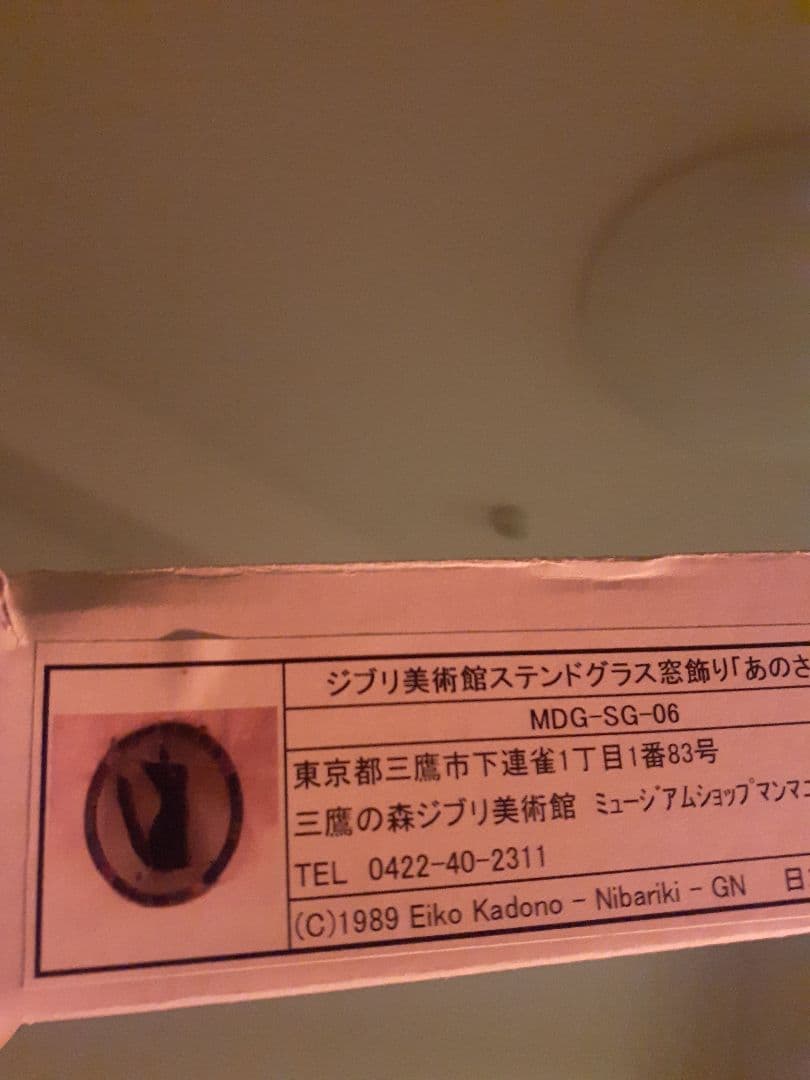 ジブリ美術館ステンドグラス窓飾り「あのさ
MDG-SG-06
東京都三鷹市下連雀1丁目1番83号
三鷹の森ジブリ美術館 ミュージアムショップマンマユ
TEL 0422-40-2311
(C)1989 Eiko Kadono - Nibariki - GN 日